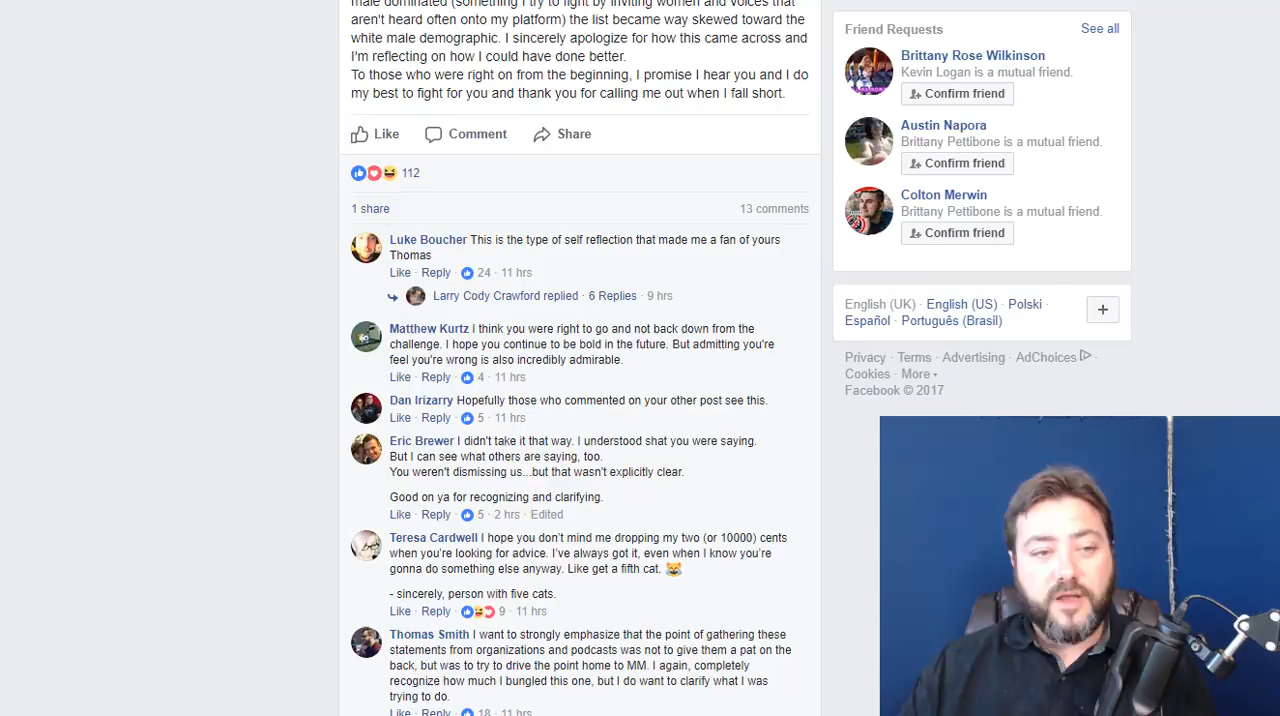 male dominated (something I try to fight by inviting women and voices that
aren't heard often onto my platform) the list became way skewed toward the
white male demographic. I sincerely apologize for how this came across and
I'm reflecting on how I could have done better.
To those who were right on from the beginning, I promise I hear you and I do
my best to fight for you and thank you for calling me out when I fall short.
Like Comment Share
112
1 share 13 comments
Luke Boucher This is the type of self reflection that made me a fan of yours
Thomas
Like · Reply · 24 · 11 hrs
Larry Cody Crawford replied · 6 Replies · 9 hrs
Matthew Kurtz I think you were right to go and not back down from the
challenge. I hope you continue to be bold in the future. But admitting you're
feel you're wrong is also incredibly admirable.
Like · Reply · 4 · 11 hrs
Dan Irizarry Hopefully those who commented on your other post see this.
Like · Reply · 5 · 11 hrs
Eric Brewer I didn't take it that way. I understood shat you were saying.
But I can see what others are saying, too.
You weren't dismissing us...but that wasn't explicitly clear.
Good on ya for recognizing and clarifying.
Like · Reply · 5 · 2 hrs · Edited
Teresa Cardwell I hope you don't mind me dropping my two (or 10000) cents
when you're looking for advice. I've always got it, even when I know you're
gonna do something else anyway. Like get a fifth cat. 😹
- sincerely, person with five cats.
Like · Reply · 9 · 11 hrs
Thomas Smith I want to strongly emphasize that the point of gathering these
statements from organizations and podcasts was not to give them a pat on the
back, but was to try to drive the point home to MM. I again, completely
recognize how much I bungled this one, but I do want to clarify what I was
trying to do.
Like · Reply · 18 · 11 hrs
Friend Requests See all
Brittany Rose Wilkinson
Kevin Logan is a mutual friend.
Confirm friend
Austin Napora
Brittany Pettibone is a mutual friend.
Confirm friend
Colton Merwin
Brittany Pettibone is a mutual friend.
Confirm friend
English (UK) · English (US) · Polski ·
Español · Português (Brasil)
+
Privacy · Terms · Advertising · AdChoices ·
Cookies · More
Facebook © 2017